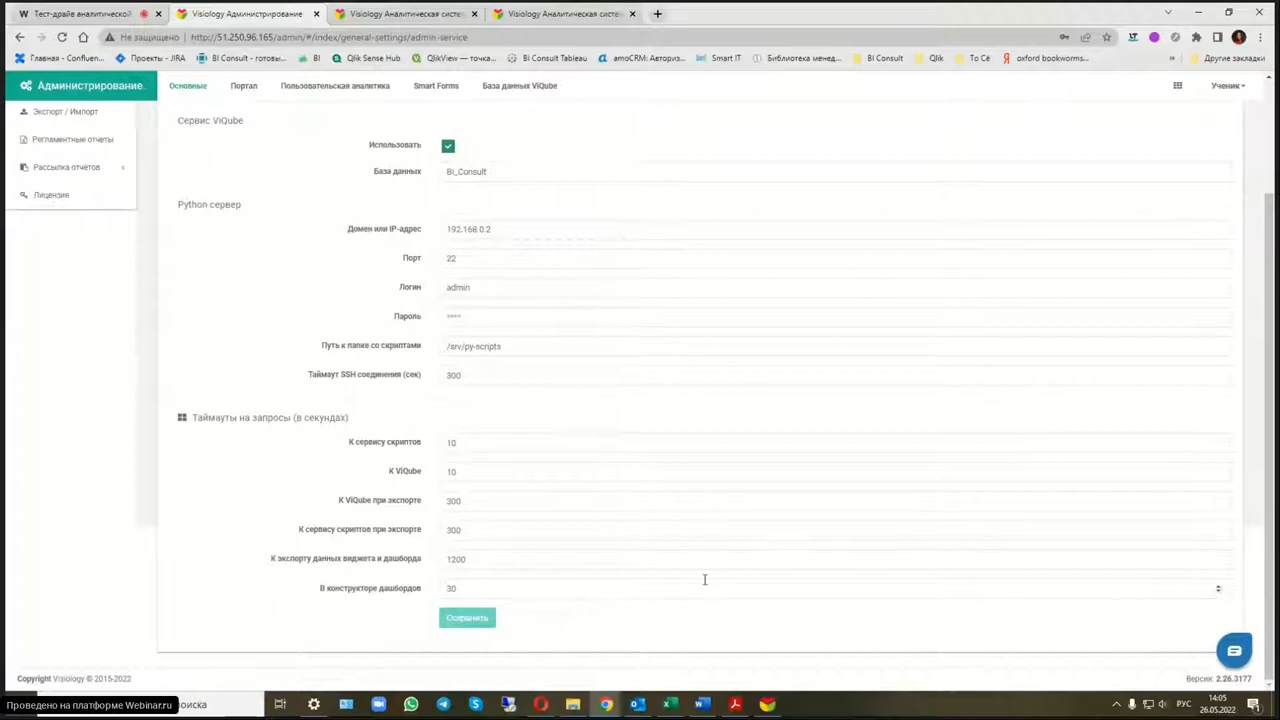 Тест-драйв аналитической
Visiology Администрирование
Visiology Аналитическая систем
Visiology Аналитическая систем
Не защищено
http://51.250.96.165/admin/#/index/general-settings/admin-service
Главная – Confluen...
Проекты - JIRA
BI Consult - готовы...
BI
Qlik Sense Hub
QlikView — точка...
BI Consult Tableau
amoCRM: Авториз...
Smart IT
Библиотека менед...
BI Consult
Qlik
То Сё
oxford bookworms...
»
Другие закладки
Администрирование
Основные
Портал
Пользовательская аналитика
Smart Forms
База данных ViQube
Ученик
Экспорт / Импорт
Регламентные отчеты
Рассылка отчётов
Лицензия
Сервис ViQube
Использовать
База данных
BI_Consult
Python сервер
Домен или IP-адрес
192.168.0.2
Порт
22
Логин
admin
Пароль
****
Путь к папке со скриптами
/srv/py-scripts
Таймаут SSH соединения (сек)
300
Таймауты на запросы (в секундах)
К сервису скриптов
10
К ViQube
10
К ViQube при экспорте
300
К сервису скриптов при экспорте
300
К экспорту данных виджета и дашборда
1200
В конструкторе дашбордов
30
Сохранить
Copyright Visiology © 2015-2022
Версия: 2.26.3177
Проведено на платформе Webinar.ru
поиска
РУС
14:05
26.05.2022